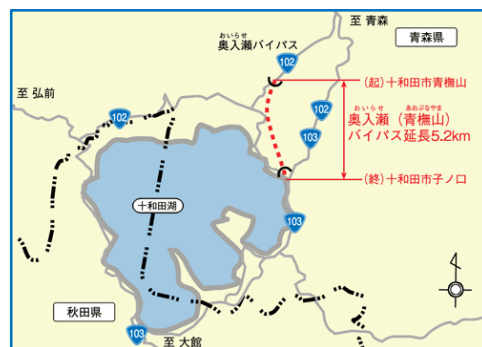 至 青森
青森県
おいらせ
奥入瀬バイパス
102
(起)十和田市青橅山
至 弘前
102
102
おいらせ あおぶなやま
奥入瀬(青橅山)
バイパス延長5.2km
103
(終)十和田市子ノ口
十和田湖
103
秋田県
103
至 大館